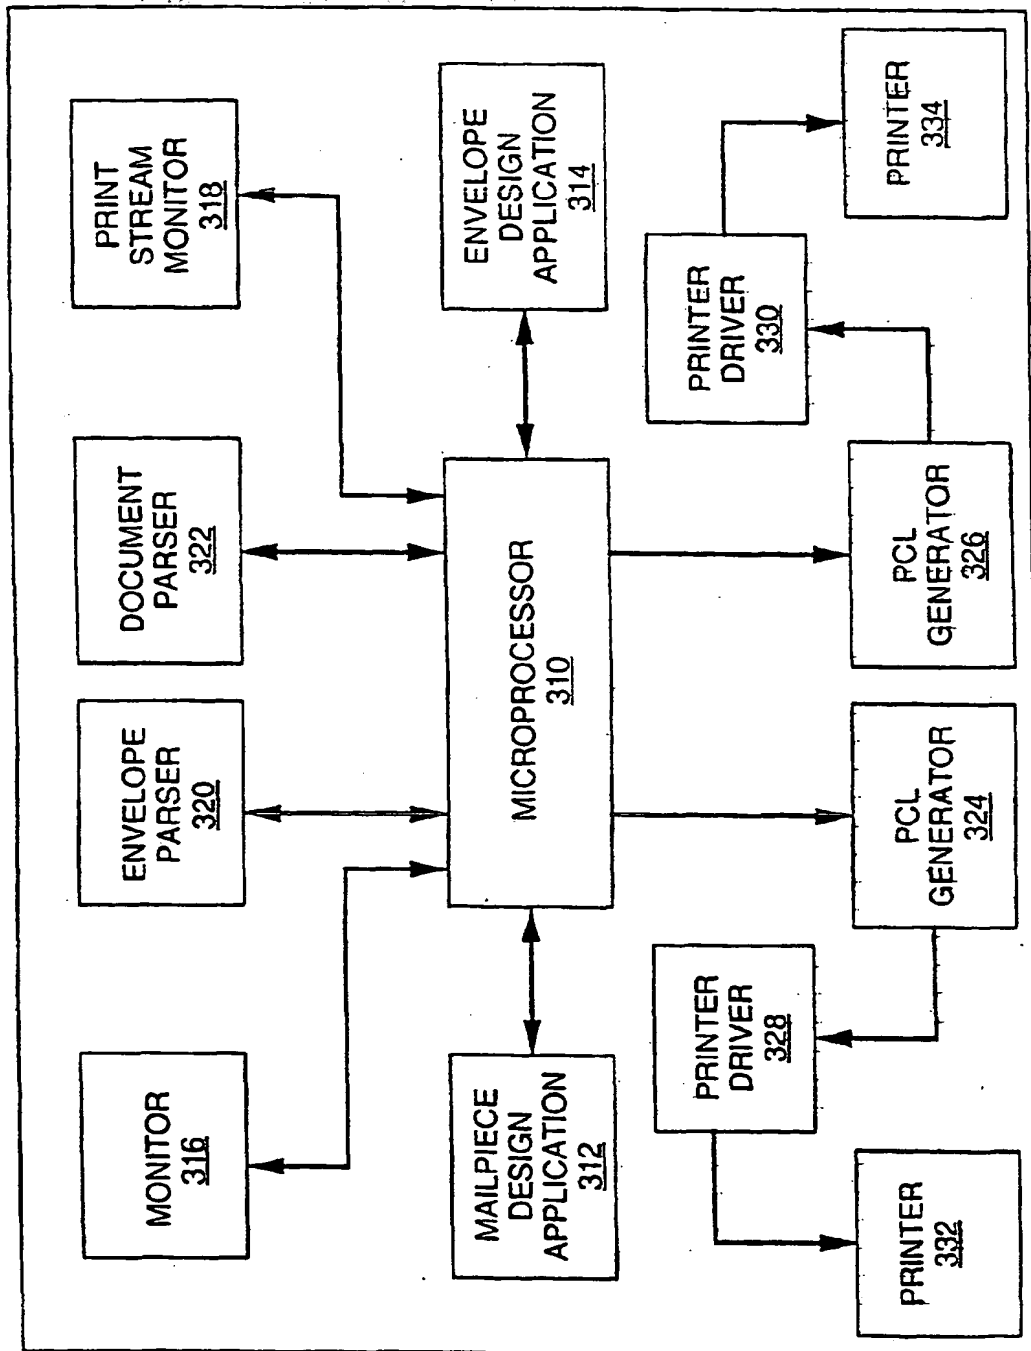 MONITOR
316
ENVELOPE
PARSER
320
DOCUMENT
PARSER
322
PRINT
STREAM
MONITOR
318
MAILPIECE
DESIGN
APPLICATION
312
MICROPROCESSOR
310
ENVELOPE
DESIGN
APPLICATION
314
PRINTER
DRIVER
328
PRINTER
DRIVER
330
PRINTER
332
PCL
GENERATOR
324
PCL
GENERATOR
326
PRINTER
334